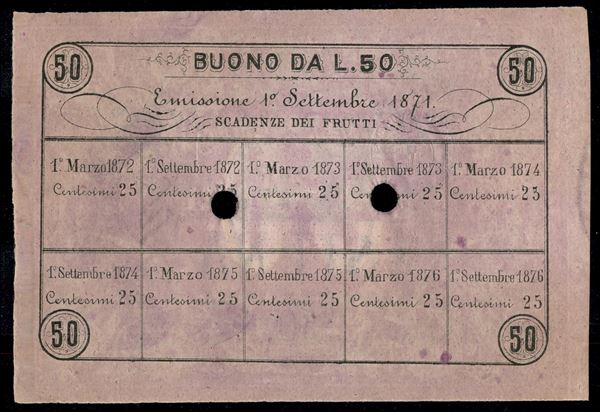 50 BUONO DA L.50 50
Emissione 1º Settembre 1871.
SCADENZE DEI FRUTTI
1.º Marzo 1872 1.º Settembre 1872 1.º Marzo 1873 1.º Settembre 1873 1.º Marzo 1874
Centesimi 25 Centesimi 25 Centesimi 25 Centesimi 25 Centesimi 25
1.º Settembre 1874 1.º Marzo 1875 1.º Settembre 1875 1.º Marzo 1876 1.º Settembre 1876
Centesimi 25 Centesimi 25 Centesimi 25 Centesimi 25 Centesimi 25
50 50